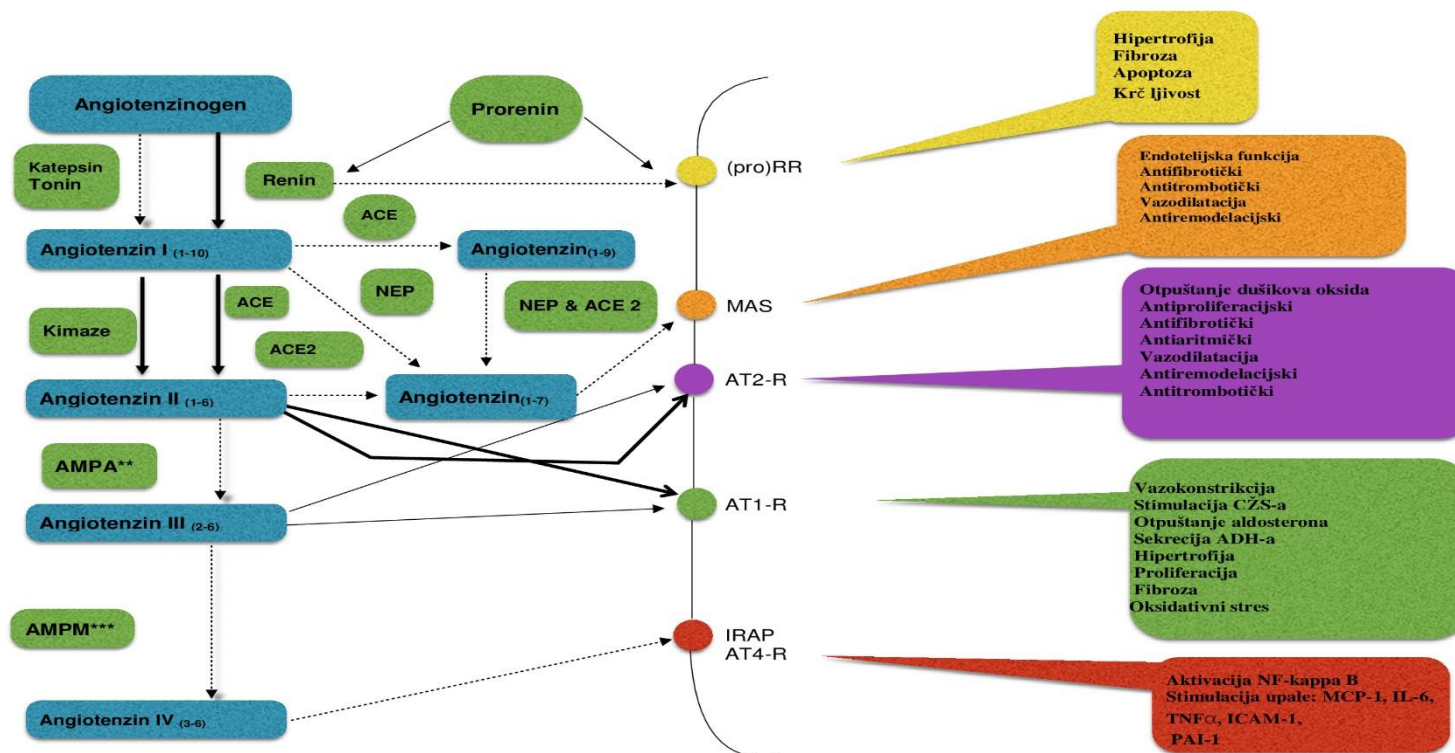 Angiotenzinogen
Prorenin
Katepsin
Tonin
Renin
ACE
Angiotenzin I (1-10)
Angiotenzin(1-9)
NEP
ACE
NEP & ACE 2
Kimaze
ACE2
Angiotenzin II (1-6)
Angiotenzin(1-7)
AMPA**
Angiotenzin III (2-6)
AMPM***
Angiotenzin IV (3-6)
(pro)RR
MAS
AT2-R
AT1-R
IRAP
AT4-R
Hipertrofija
Fibroza
Apoptoza
Krč ljivost
Endotelijska funkcija
Antifibrotički
Antitrombotički
Vazodilatacija
Antiremodelacijski
Otpuštanje dušikova oksida
Antiproliferacijski
Antifibrotički
Antiaritmički
Vazodilatacija
Antiremodelacijski
Antitrombotički
Vazokonstrikcija
Stimulacija CŽS-a
Otpuštanje aldosterona
Sekrecija ADH-a
Hipertrofija
Proliferacija
Fibroza
Oksidativni stres
Aktivacija NF-kappa B
Stimulacija upale: MCP-1, IL-6,
TNFα, ICAM-1,
PAI-1